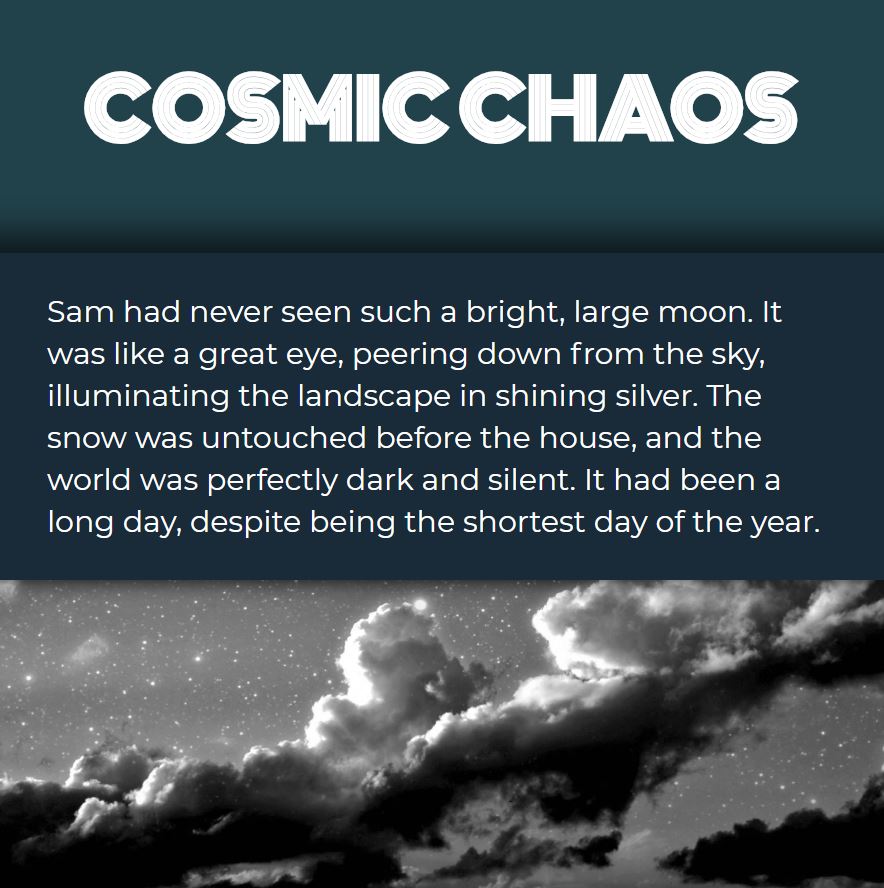 COSMIC CHAOS
Sam had never seen such a bright, large moon. It
was like a great eye, peering down from the sky,
illuminating the landscape in shining silver. The
snow was untouched before the house, and the
world was perfectly dark and silent. It had been a
long day, despite being the shortest day of the year.